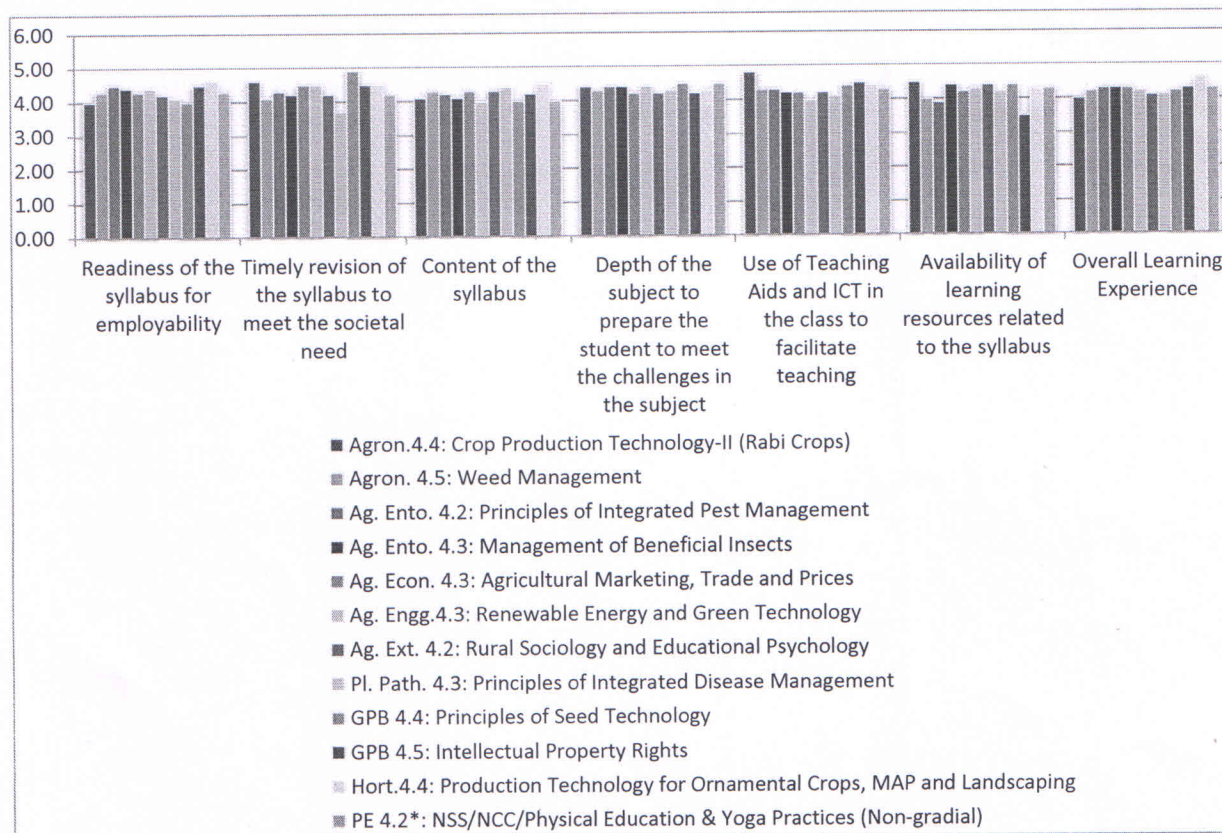 6.00
5.00
4.00
3.00
2.00
1.00
0.00
Readiness of the
syllabus for
employability
Timely revision of
the syllabus to
meet the societal
need
Content of the
syllabus
Depth of the
subject to
prepare the
student to meet
the challenges in
the subject
Use of Teaching
Aids and ICT in
the class to
facilitate
teaching
Availability of
learning
resources related
to the syllabus
Overall Learning
Experience
Agron.4.4: Crop Production Technology-II (Rabi Crops)
Agron. 4.5: Weed Management
Ag. Ento. 4.2: Principles of Integrated Pest Management
Ag. Ento. 4.3: Management of Beneficial Insects
Ag. Econ. 4.3: Agricultural Marketing, Trade and Prices
Ag. Engg.4.3: Renewable Energy and Green Technology
Ag. Ext. 4.2: Rural Sociology and Educational Psychology
Pl. Path. 4.3: Principles of Integrated Disease Management
GPB 4.4: Principles of Seed Technology
GPB 4.5: Intellectual Property Rights
Hort.4.4: Production Technology for Ornamental Crops, MAP and Landscaping
PE 4.2*: NSS/NCC/Physical Education & Yoga Practices (Non-gradial)